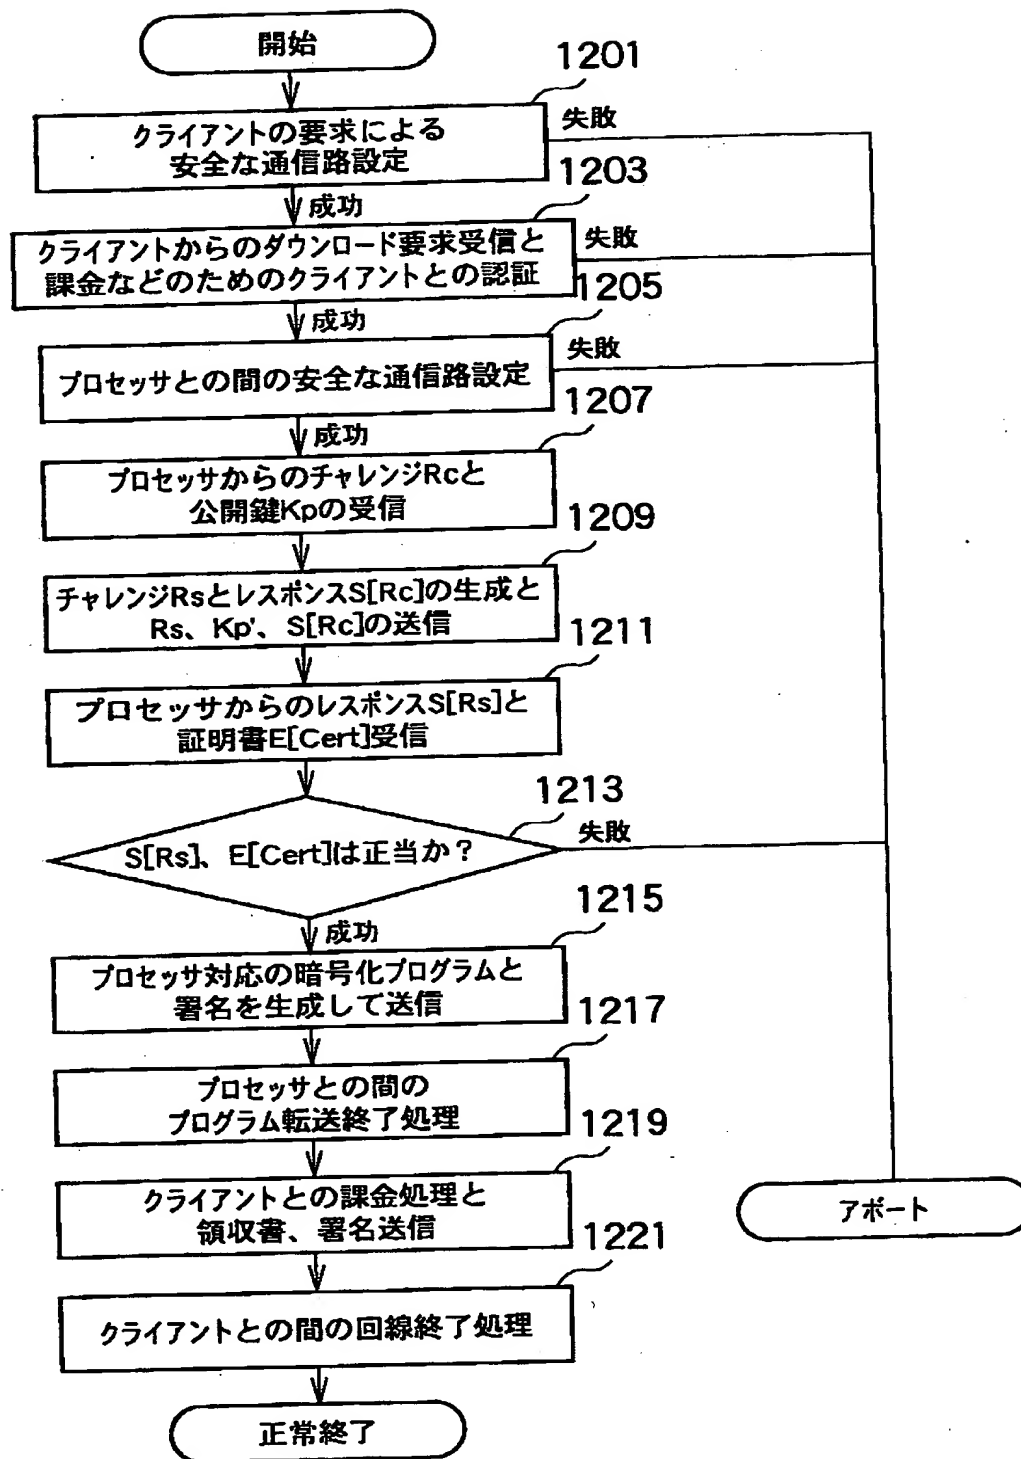 開始
1201
クライアントの要求による
安全な通信路設定
失敗
成功
1203
クライアントからのダウンロード要求受信と
課金などのためのクライアントとの認証
失敗
成功
1205
プロセッサとの間の安全な通信路設定
失敗
成功
1207
プロセッサからのチャレンジRcと
公開鍵Kpの受信
1209
チャレンジRsとレスポンスS[Rc]の生成と
Rs、Kp'、S[Rc]の送信
1211
プロセッサからのレスポンスS[Rs]と
証明書E[Cert]受信
1213
S[Rs]、E[Cert]は正当か?
失敗
成功
1215
プロセッサ対応の暗号化プログラムと
署名を生成して送信
1217
プロセッサとの間の
プログラム転送終了処理
1219
クライアントとの課金処理と
領収書、署名送信
アボート
1221
クライアントとの間の回線終了処理
正常終了